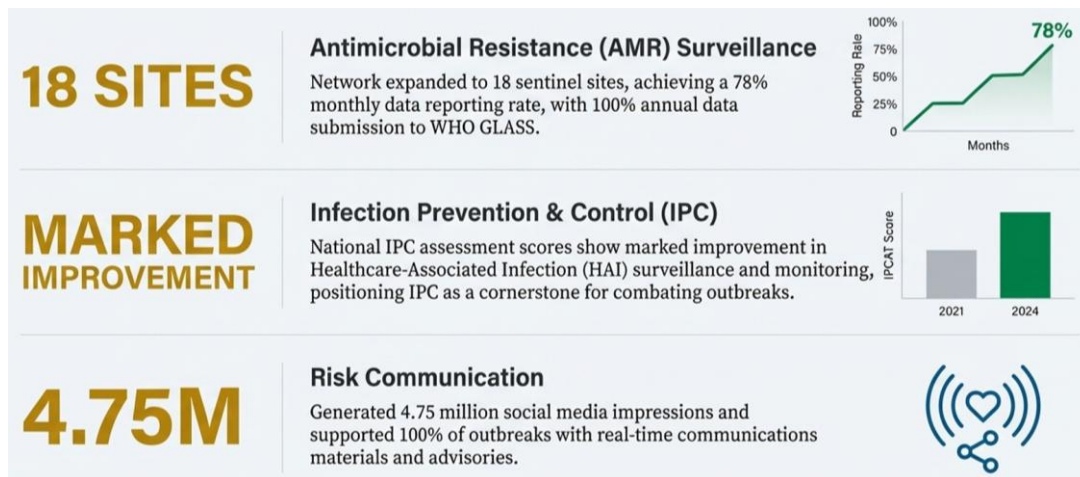 18 SITES
Antimicrobial Resistance (AMR) Surveillance
Network expanded to 18 sentinel sites, achieving a 78%
monthly data reporting rate, with 100% annual data
submission to WHO GLASS.
Reporting Rate
100%
75%
50%
25%
0
78%
Months
MARKED
IMPROVEMENT
Infection Prevention & Control (IPC)
National IPC assessment scores show marked improvement in
Healthcare-Associated Infection (HAI) surveillance and monitoring,
positioning IPC as a cornerstone for combating outbreaks.
IPCAT Score
2021
2024
4.75M
Risk Communication
Generated 4.75 million social media impressions and
supported 100% of outbreaks with real-time communications
materials and advisories.